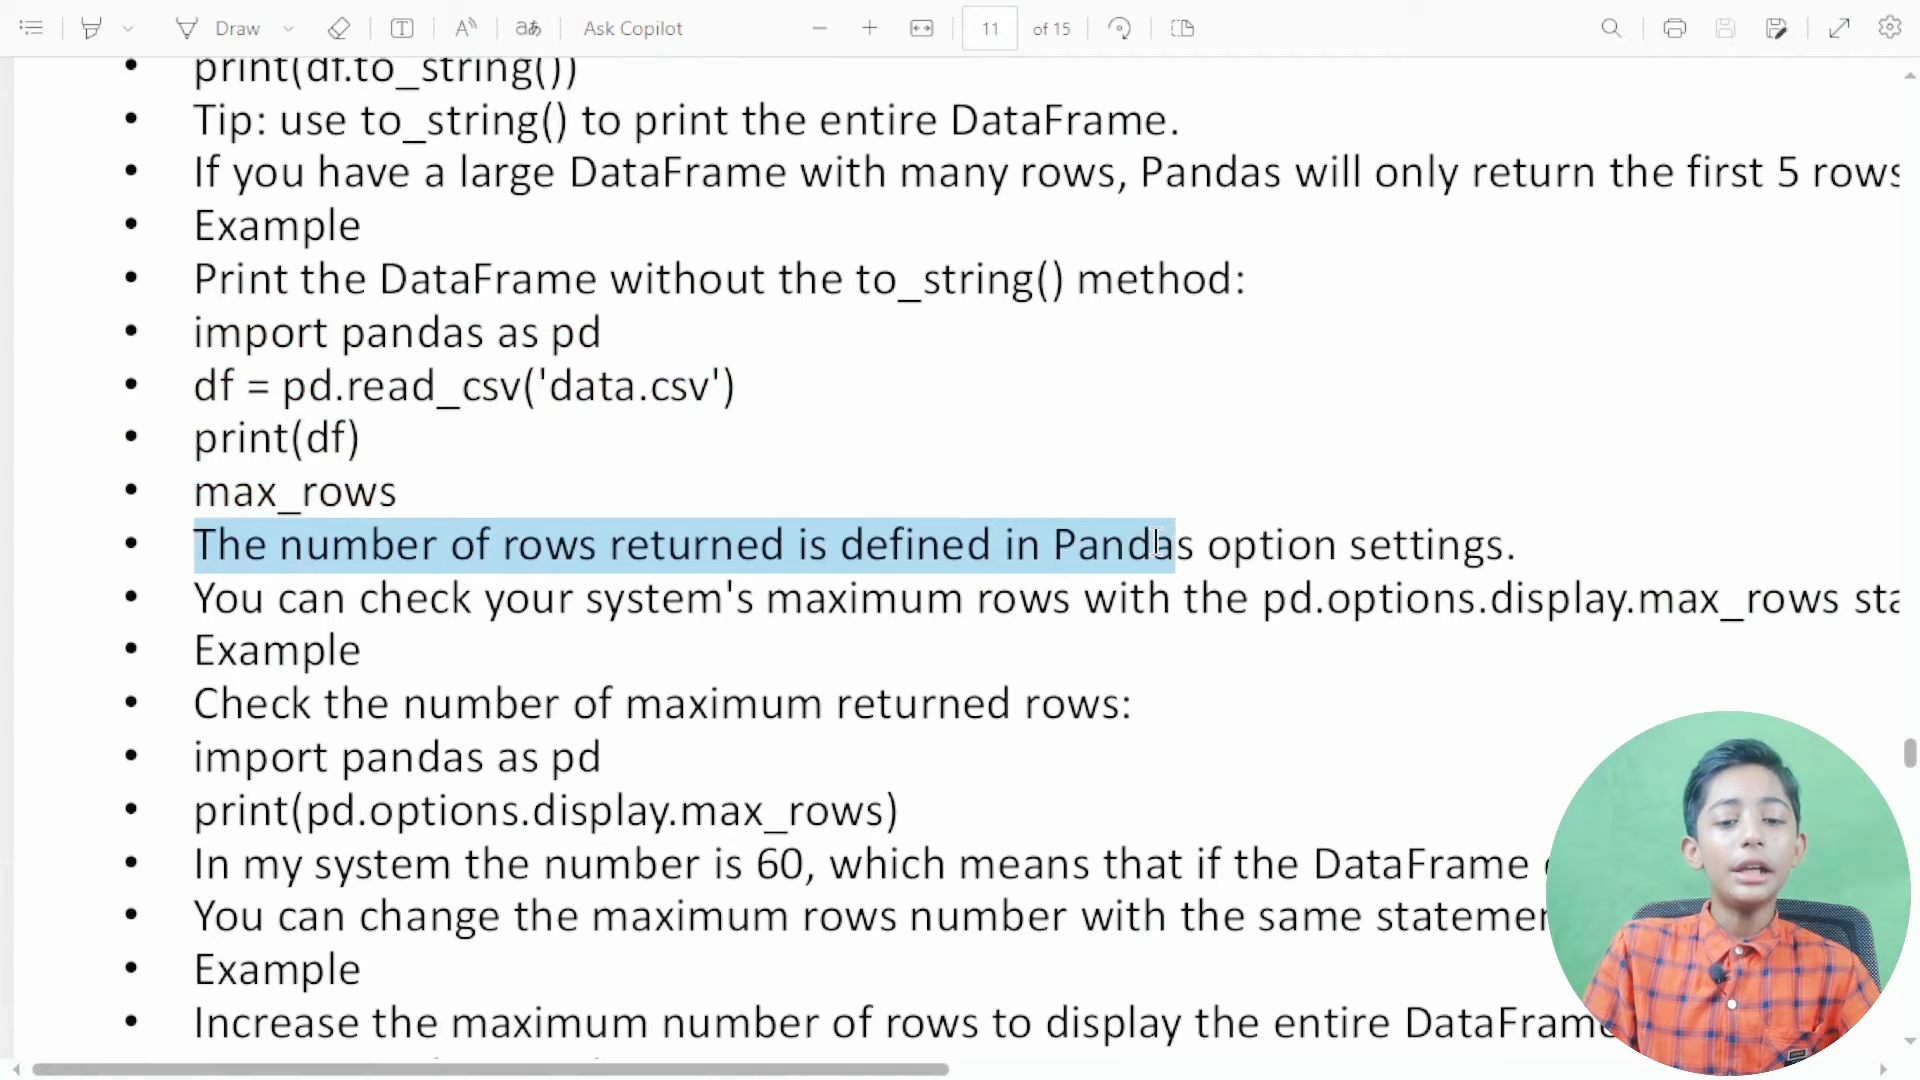 Draw
Ask Copilot
11 of 15
• print(df.to_string())
• Tip: use to_string() to print the entire DataFrame.
• If you have a large DataFrame with many rows, Pandas will only return the first 5 rows
• Example
• Print the DataFrame without the to_string() method:
• import pandas as pd
• df = pd.read_csv('data.csv')
• print(df)
• max_rows
• The number of rows returned is defined in Pandas option settings.
• You can check your system's maximum rows with the pd.options.display.max_rows sta
• Example
• Check the number of maximum returned rows:
• import pandas as pd
• print(pd.options.display.max_rows)
• In my system the number is 60, which means that if the DataFrame
• You can change the maximum rows number with the same statemen
• Example
• Increase the maximum number of rows to display the entire DataFrame